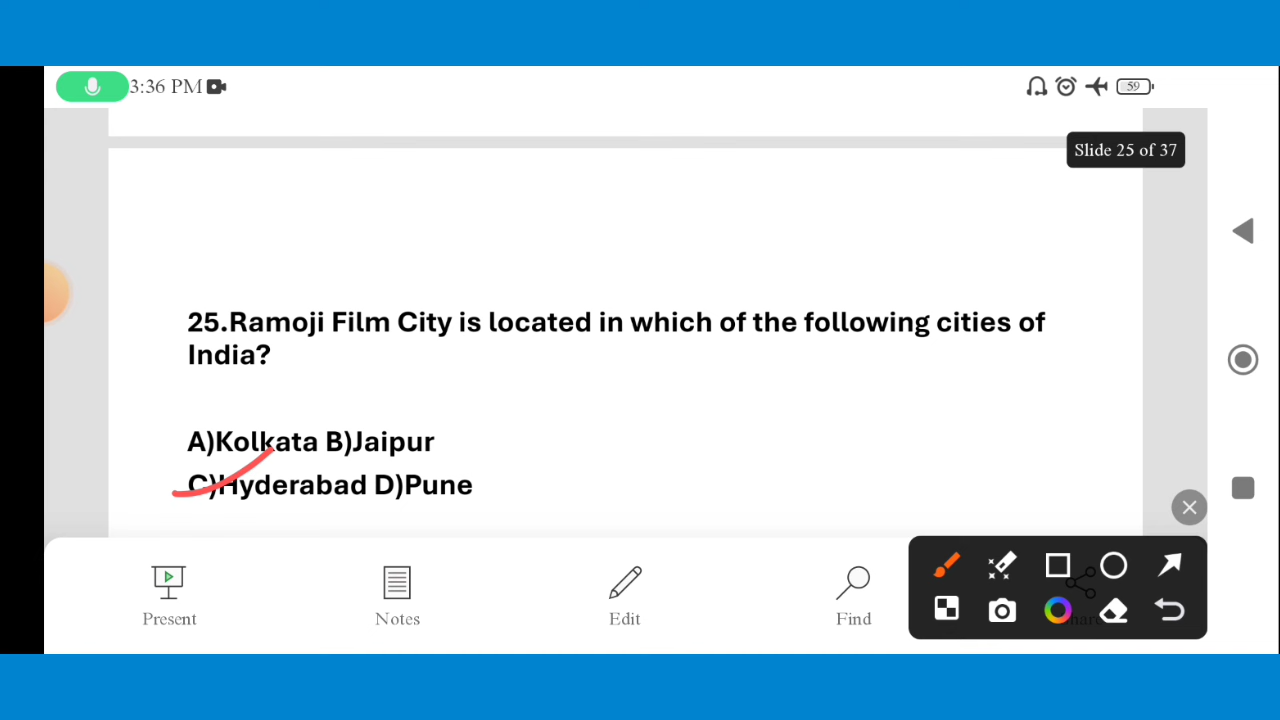 3:36 PM
59
Slide 25 of 37
25.Ramoji Film City is located in which of the following cities of
India?
A)Kolkata B)Jaipur
C)Hyderabad D)Pune
Present
Notes
Edit
Find